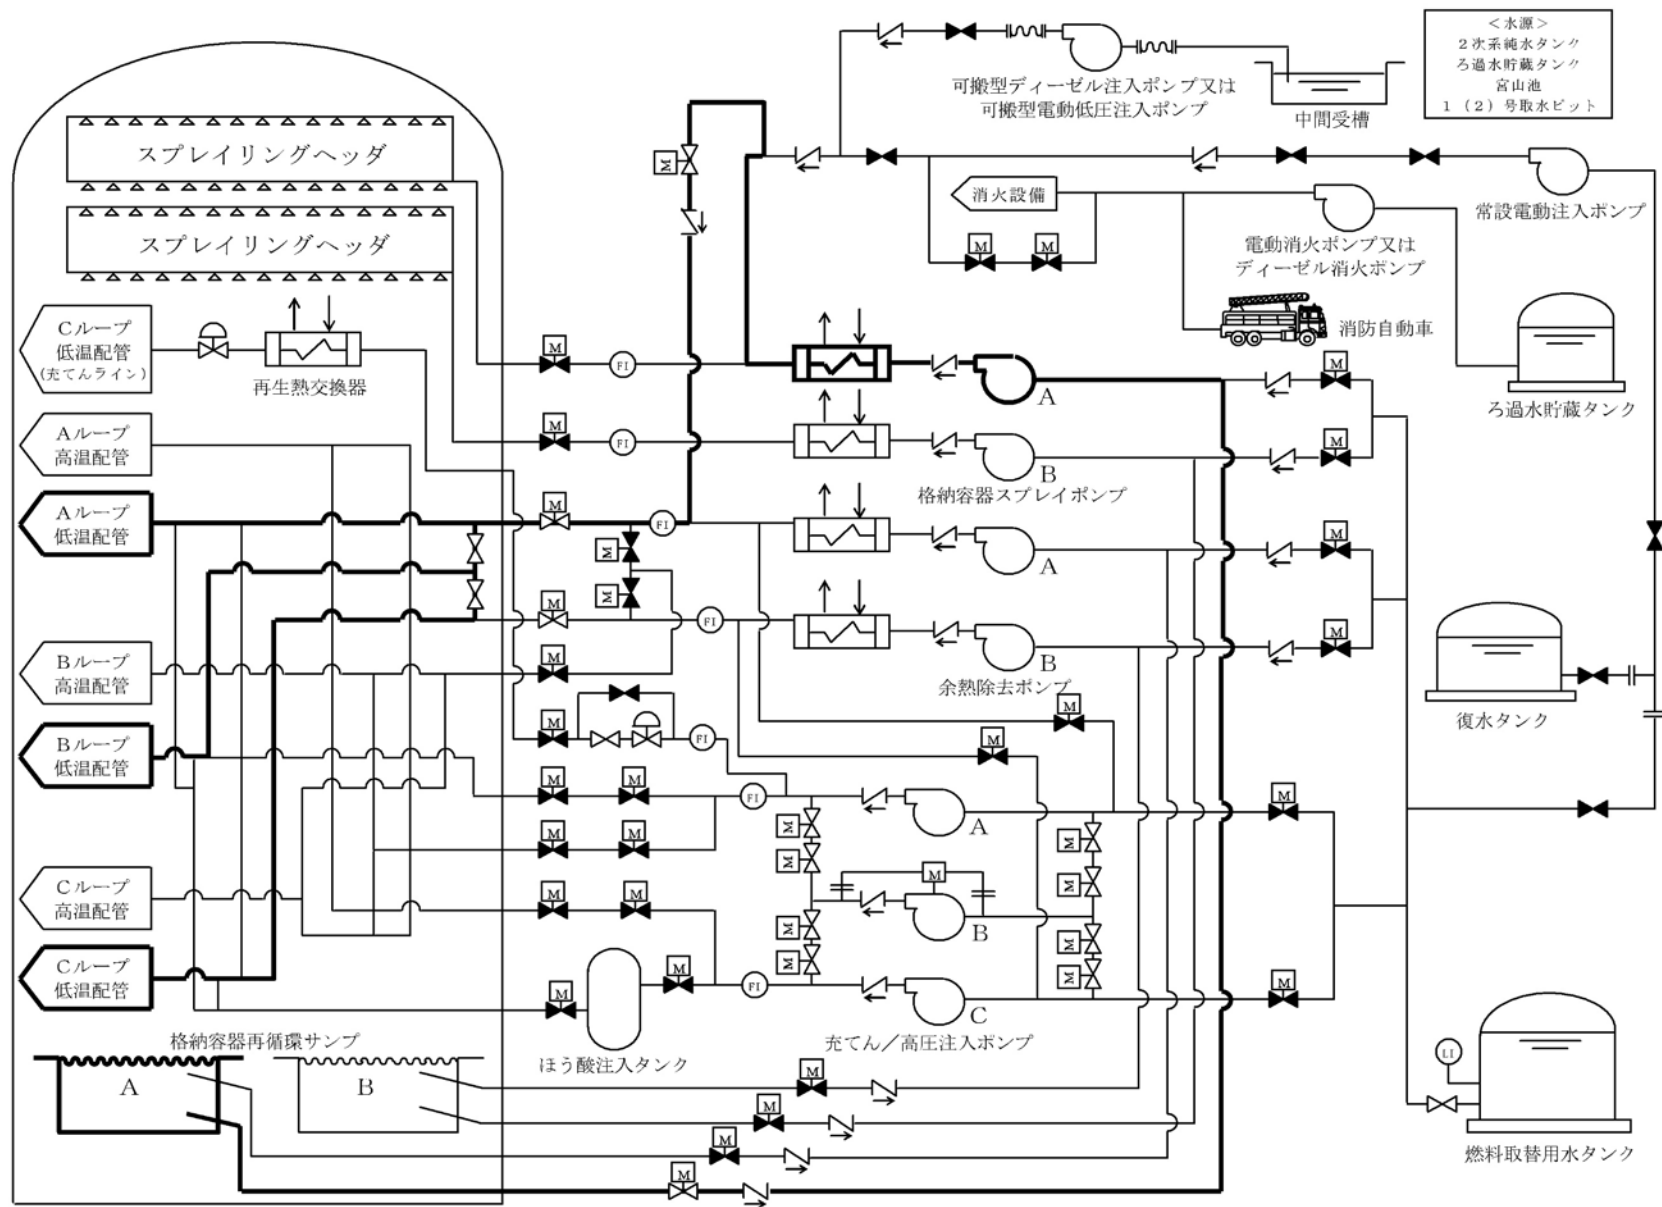 <水源>
2次系純水タンク
ろ過水貯蔵タンク
宮山池
1(2)号取水ピット
可搬型ディーゼル注入ポンプ又は
可搬型電動低圧注入ポンプ
中間受槽
スプレイリングヘッダ
M
消火設備
常設電動注入ポンプ
スプレイリングヘッダ
M
M
電動消火ポンプ又は
ディーゼル消火ポンプ
消防自動車
Cループ
低温配管
(充てんライン)
再生熱交換器
M
FI
A
M
ろ過水貯蔵タンク
Aループ
高温配管
M
FI
B
M
格納容器スプレイポンプ
Aループ
低温配管
M
FI
M
A
M
M
M
FI
B
M
余熱除去ポンプ
Bループ
高温配管
M
M
復水タンク
Bループ
低温配管
M
FI
M
M
M
FI
A
M
M
M
M
M
M
M
Cループ
高温配管
M
M
M
B
M
M
M
M
Cループ
低温配管
M
M
FI
C
M
ほう酸注入タンク
充てん/高圧注入ポンプ
格納容器再循環サンプ
A
B
M
M
M
M
LI
燃料取替用水タンク